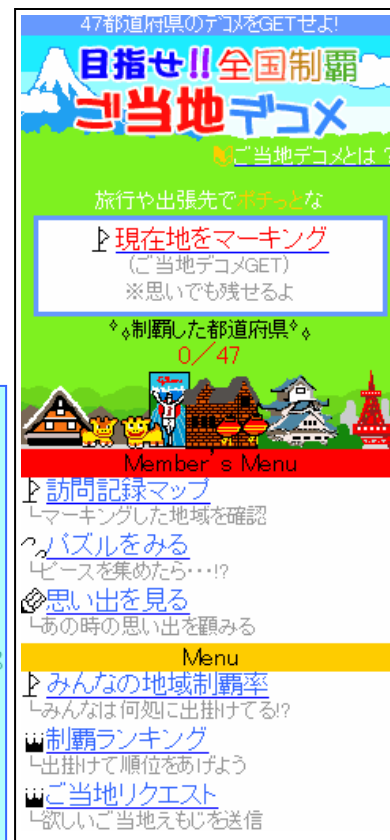 47都道府県のデコメをGETせよ!
目指せ!!全国制覇
ご当地デコメ
ご当地デコメとは?
旅行や出張先でポチっとな
現在地をマーキング
(ご当地デコメGET)
※思いでも残せるよ
制覇した都道府県
0/47
Member's Menu
訪問記録マップ
└マーキングした地域を確認
パズルをみる
└ピースを集めたら・・・!?
思い出を見る
└あの時の思い出を顧みる
Menu
みんなの地域制覇率
└みんなは何処に出掛けてる!?
制覇ランキング
└出掛けて順位をあげよう
ご当地リクエスト
└欲しいご当地えもじを送信